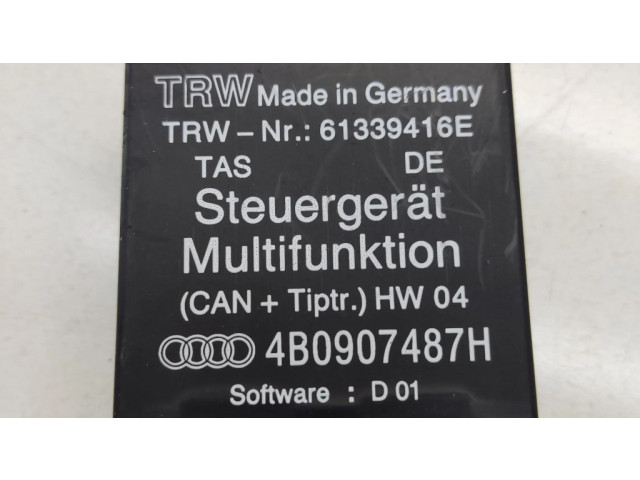 TRW Made in Germany
TRW - Nr.: 61339416E
TAS DE
Steuergerät
Multifunktion
(CAN + Tiptr.) HW 04
4B0907487H
Software : D 01